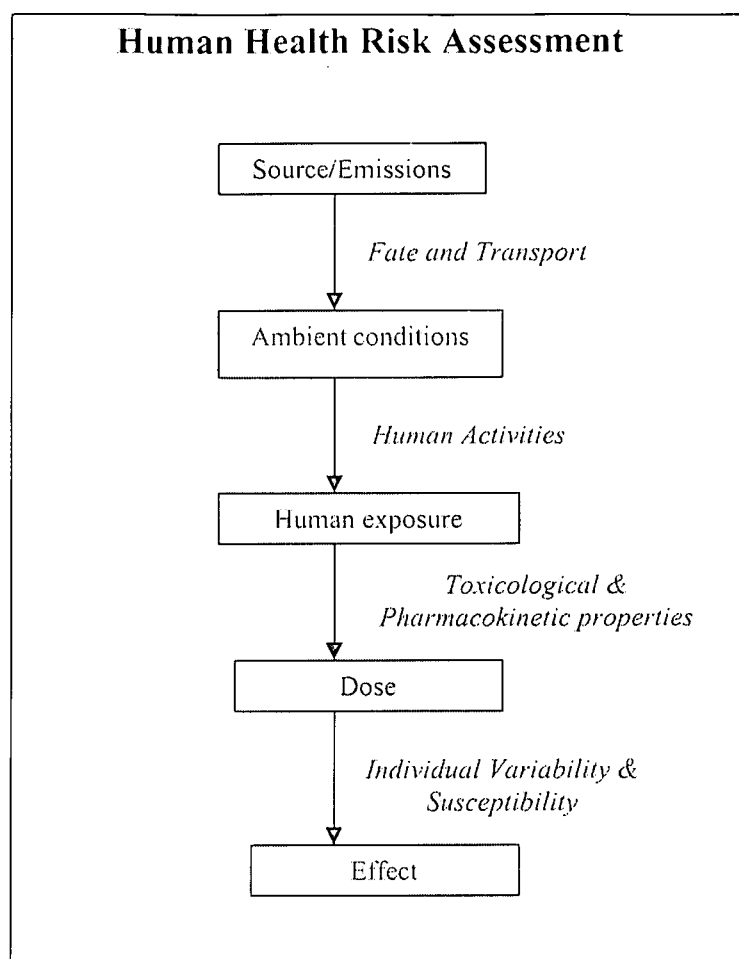 Human Health Risk Assessment
Source/Emissions
Fate and Transport
Ambient conditions
Human Activities
Human exposure
Toxicological &
Pharmacokinetic properties
Dose
Individual Variability &
Susceptibility
Effect